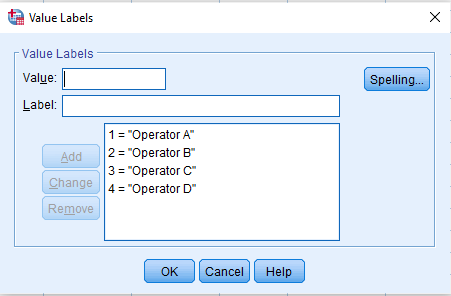 Value Labels
Value Labels
Value:
Spelling...
Label:
1 = "Operator A"
2 = "Operator B"
3 = "Operator C"
4 = "Operator D"
Add
Change
Remove
OK Cancel Help